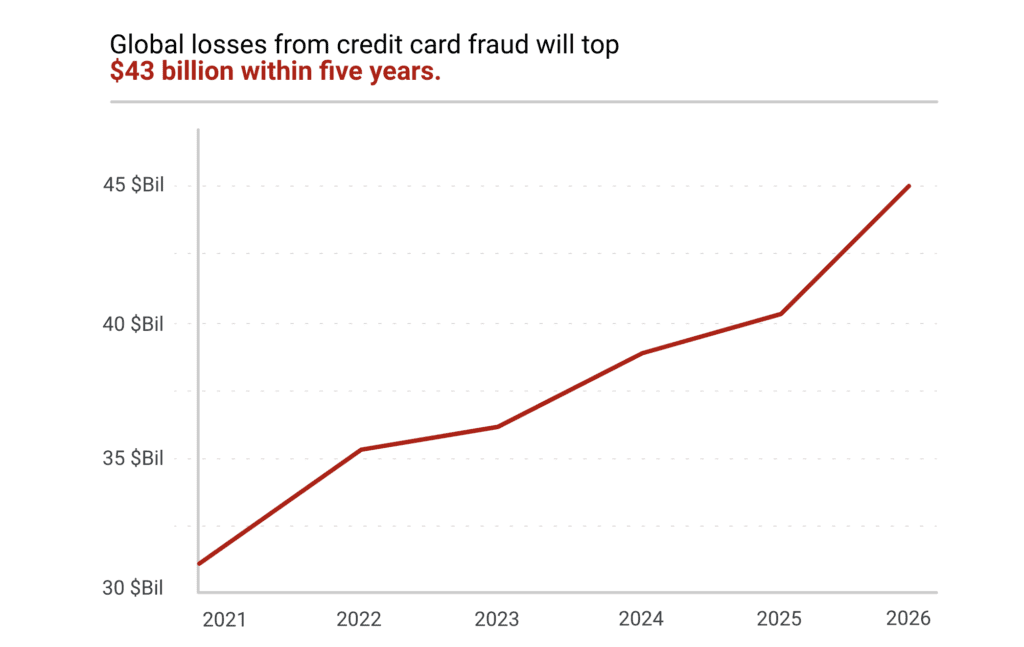 Global losses from credit card fraud will top
$43 billion within five years.
45 $Bil
40 $Bil
35 $Bil
30 $Bil
2021 2022 2023 2024 2025 2026